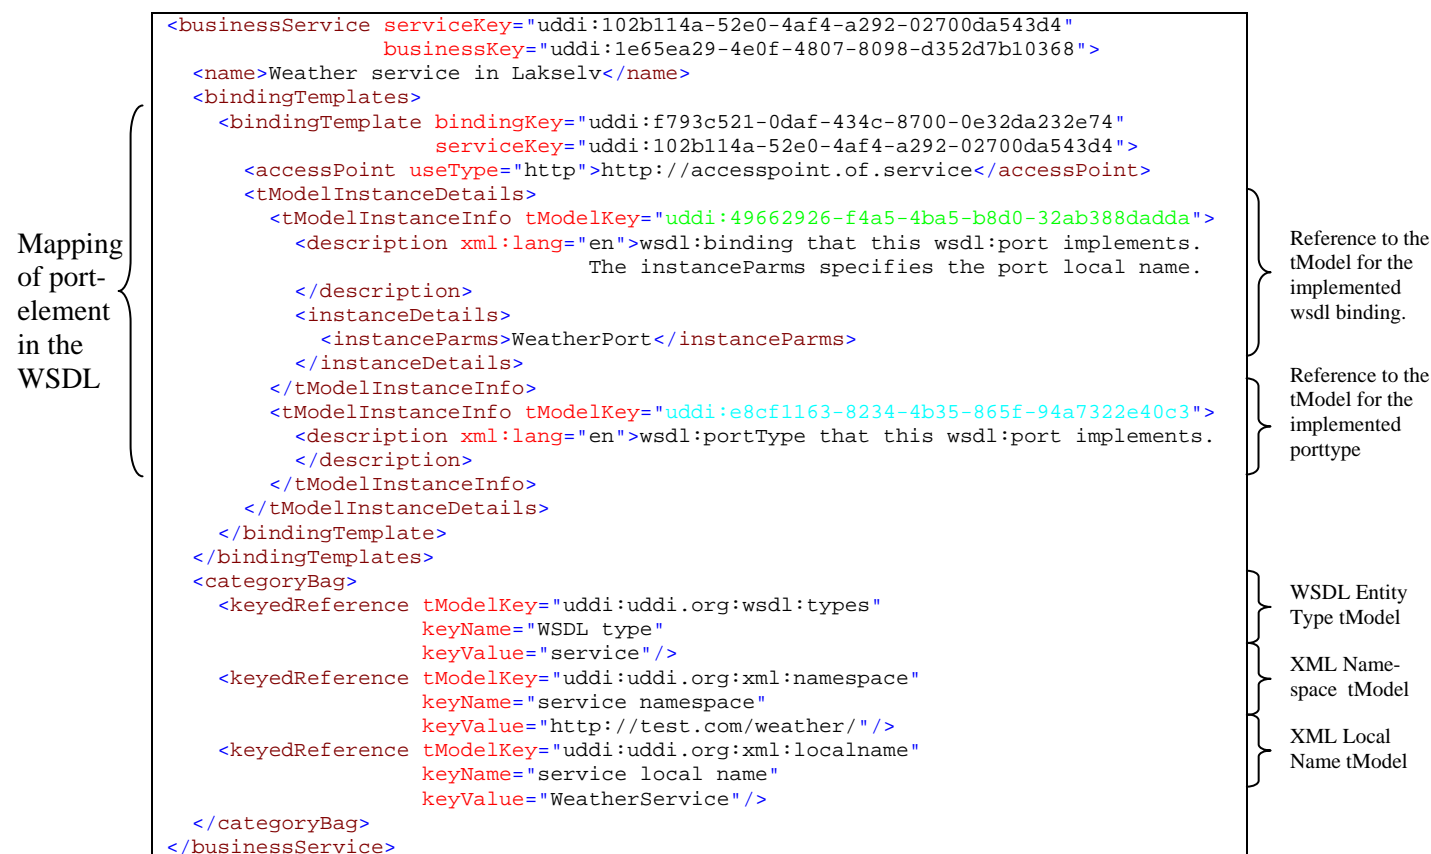 <businessService serviceKey="uddi:102b114a-52e0-4af4-a292-02700da543d4"
businessKey="uddi:1e65ea29-4e0f-4807-8098-d352d7b10368">
<name>Weather service in Lakselv</name>
<bindingTemplates>
<bindingTemplate bindingKey="uddi:f793c521-0daf-434c-8700-0e32da232e74"
serviceKey="uddi:102b114a-52e0-4af4-a292-02700da543d4">
<accessPoint useType="http">http://accesspoint.of.service</accessPoint>
<tModelInstanceDetails>
<tModelInstanceInfo tModelKey="uddi:49662926-f4a5-4ba5-b8d0-32ab388dadda">
<description xml:lang="en">wsdl:binding that this wsdl:port implements.
The instanceParms specifies the port local name.
</description>
<instanceDetails>
<instanceParms>WeatherPort</instanceParms>
</instanceDetails>
</tModelInstanceInfo>
<tModelInstanceInfo tModelKey="uddi:e8cf1163-8234-4b35-865f-94a7322e40c3">
<description xml:lang="en">wsdl:portType that this wsdl:port implements.
</description>
</tModelInstanceInfo>
</tModelInstanceDetails>
</bindingTemplate>
</bindingTemplates>
<categoryBag>
<keyedReference tModelKey="uddi:uddi.org:wsdl:types"
keyName="WSDL type"
keyValue="service"/>
<keyedReference tModelKey="uddi:uddi.org:xml:namespace"
keyName="service namespace"
keyValue="http://test.com/weather/"/>
<keyedReference tModelKey="uddi:uddi.org:xml:localname"
keyName="service local name"
keyValue="WeatherService"/>
</categoryBag>
</businessService>
Mapping
of port-
element
in the
WSDL
Reference to the
tModel for the
implemented
wsdl binding.
Reference to the
tModel for the
implemented
porttype
WSDL Entity
Type tModel
XML Name-
space tModel
XML Local
Name tModel